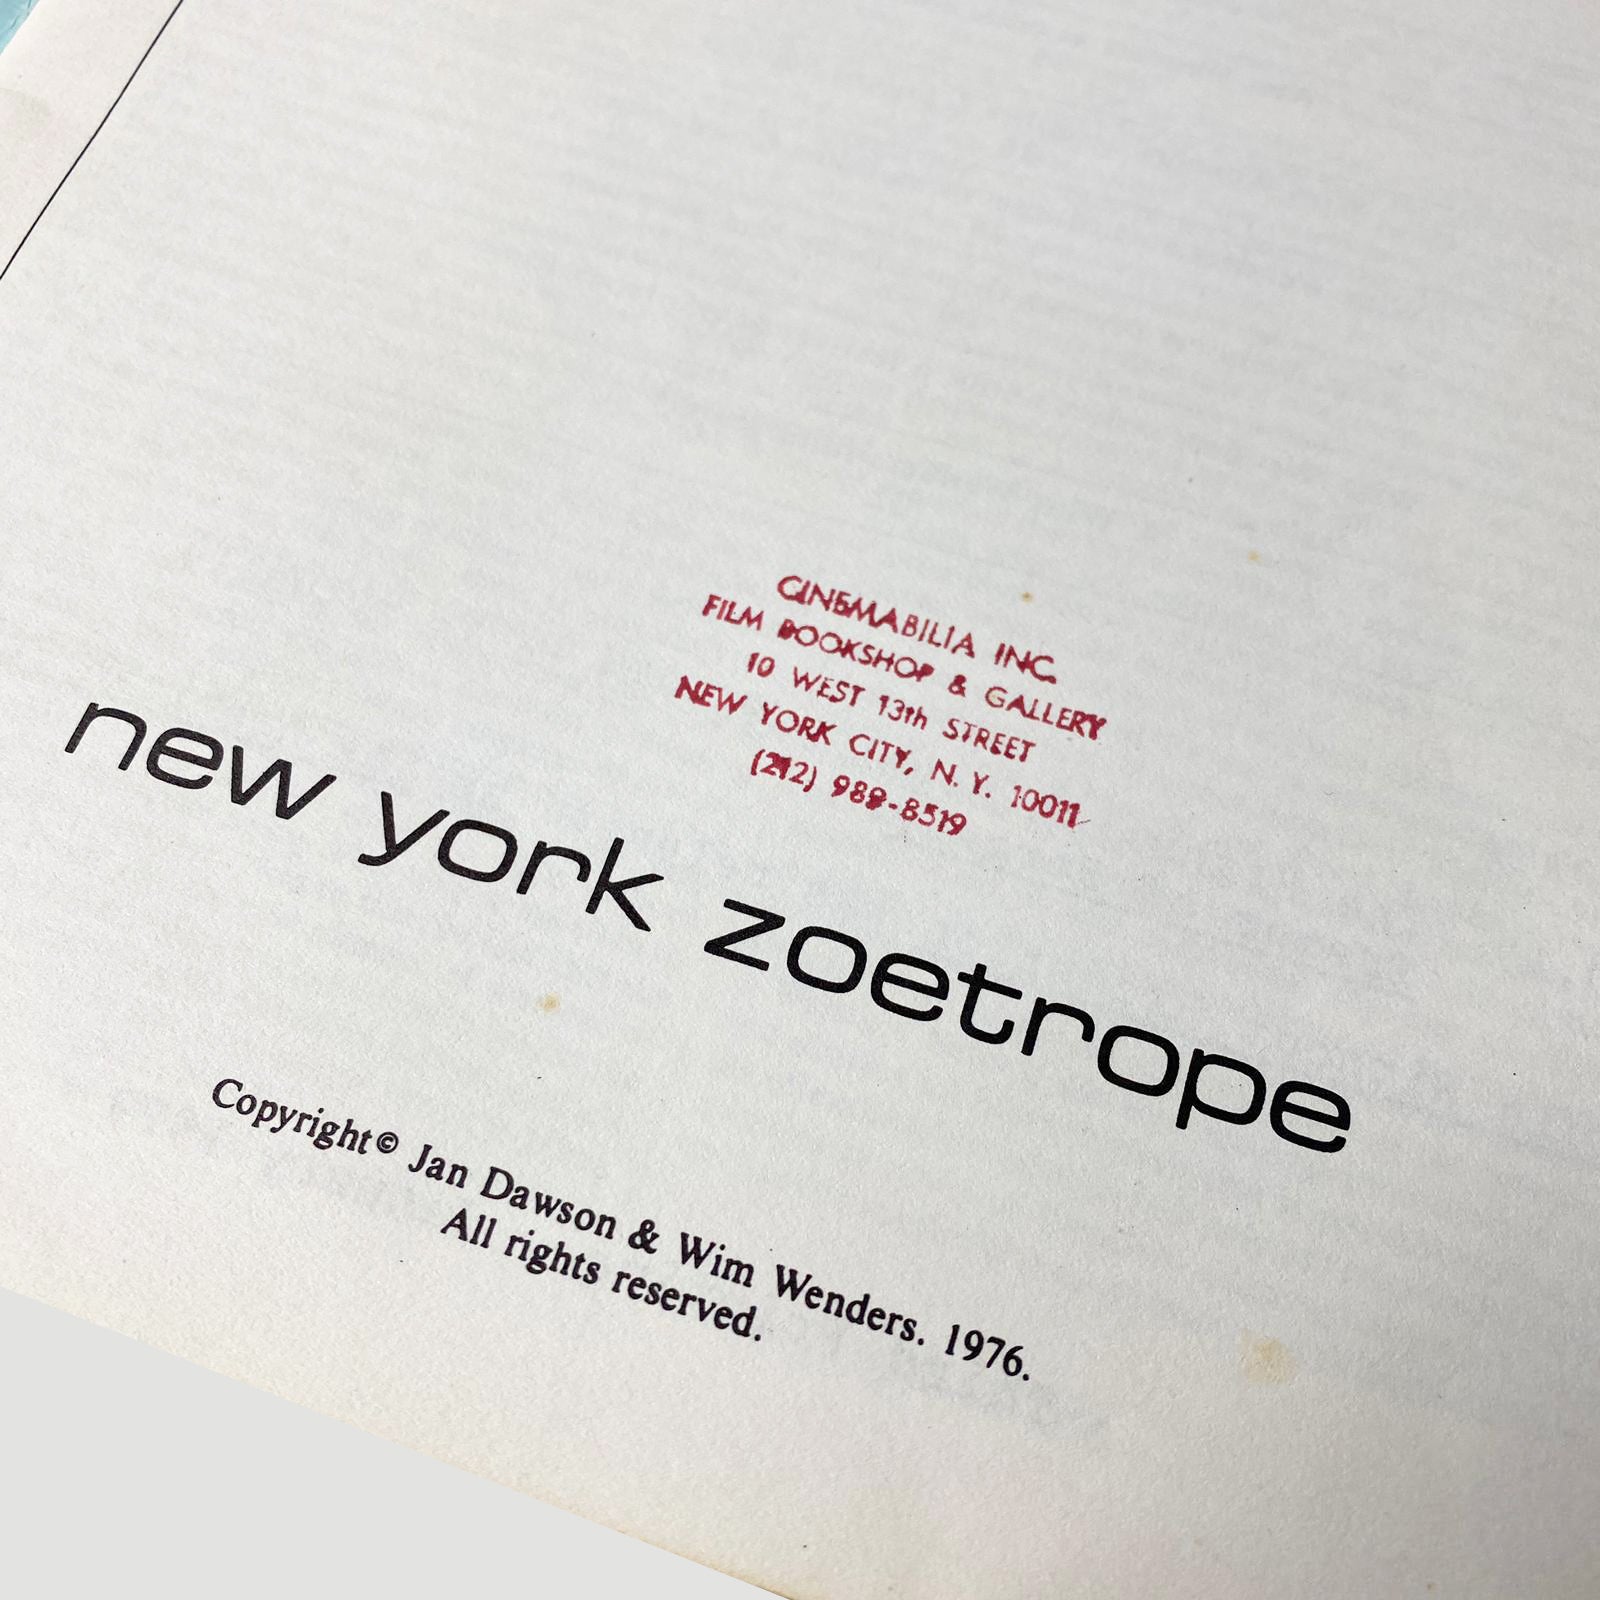 CINEMABILIA INC.
FILM BOOKSHOP & GALLERY
10 WEST 13th STREET
NEW YORK CITY, N. Y. 10011
(212) 989-8519
new york zoetrope
Copyright© Jan Dawson & Wim Wenders. 1976.
All rights reserved.